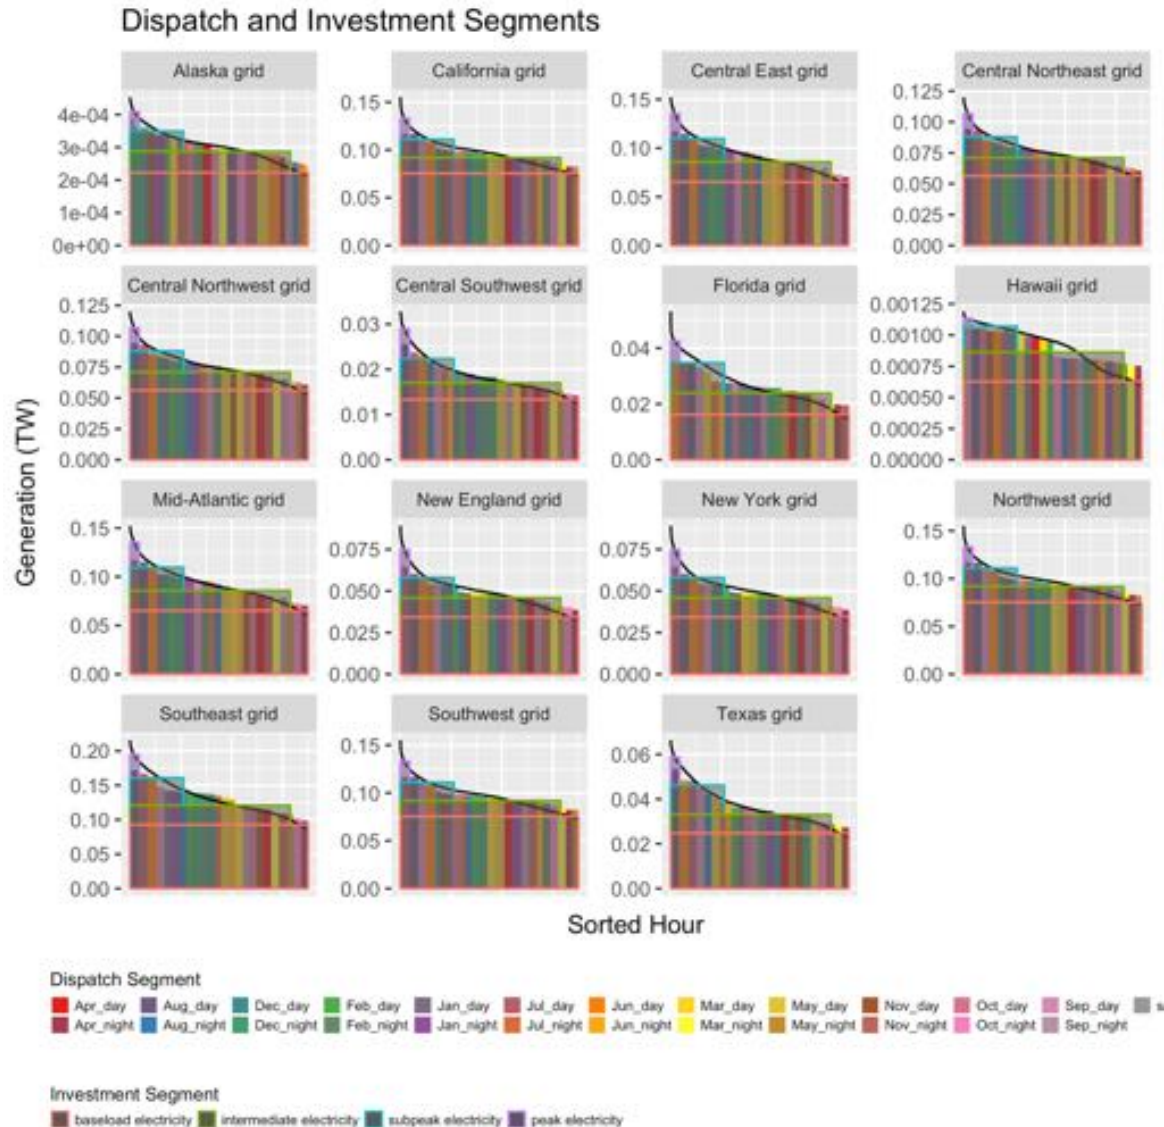 Dispatch and Investment Segments
Alaska grid California grid Central East grid Central Northeast grid
4e-04 3e-04 2e-04 1e-04 0e+00
0.15 0.10 0.05 0.00
0.15 0.10 0.05 0.00
0.125 0.100 0.075 0.050 0.025 0.000
Central Northwest grid Central Southwest grid Florida grid Hawaii grid
0.125 0.100 0.075 0.050 0.025 0.000
0.03 0.02 0.01 0.00
0.04 0.02 0.00
0.00125 0.00100 0.00075 0.00050 0.00025 0.00000
Generation (TW)
Mid-Atlantic grid New England grid New York grid Northwest grid
0.15 0.10 0.05 0.00
0.075 0.050 0.025 0.000
0.075 0.050 0.025 0.000
0.15 0.10 0.05 0.00
Southeast grid Southwest grid Texas grid
0.20 0.15 0.10 0.05 0.00
0.15 0.10 0.05 0.00
0.06 0.04 0.02 0.00
Sorted Hour
Dispatch Segment
Apr_day Aug_day Dec_day Feb_day Jan_day Jul_day Jun_day Mar_day May_day Nov_day Oct_day Sep_day s
Apr_night Aug_night Dec_night Feb_night Jan_night Jul_night Jun_night Mar_night May_night Nov_night Oct_night Sep_night
Investment Segment
baseload electricity intermediate electricity subpeak electricity peak electricity